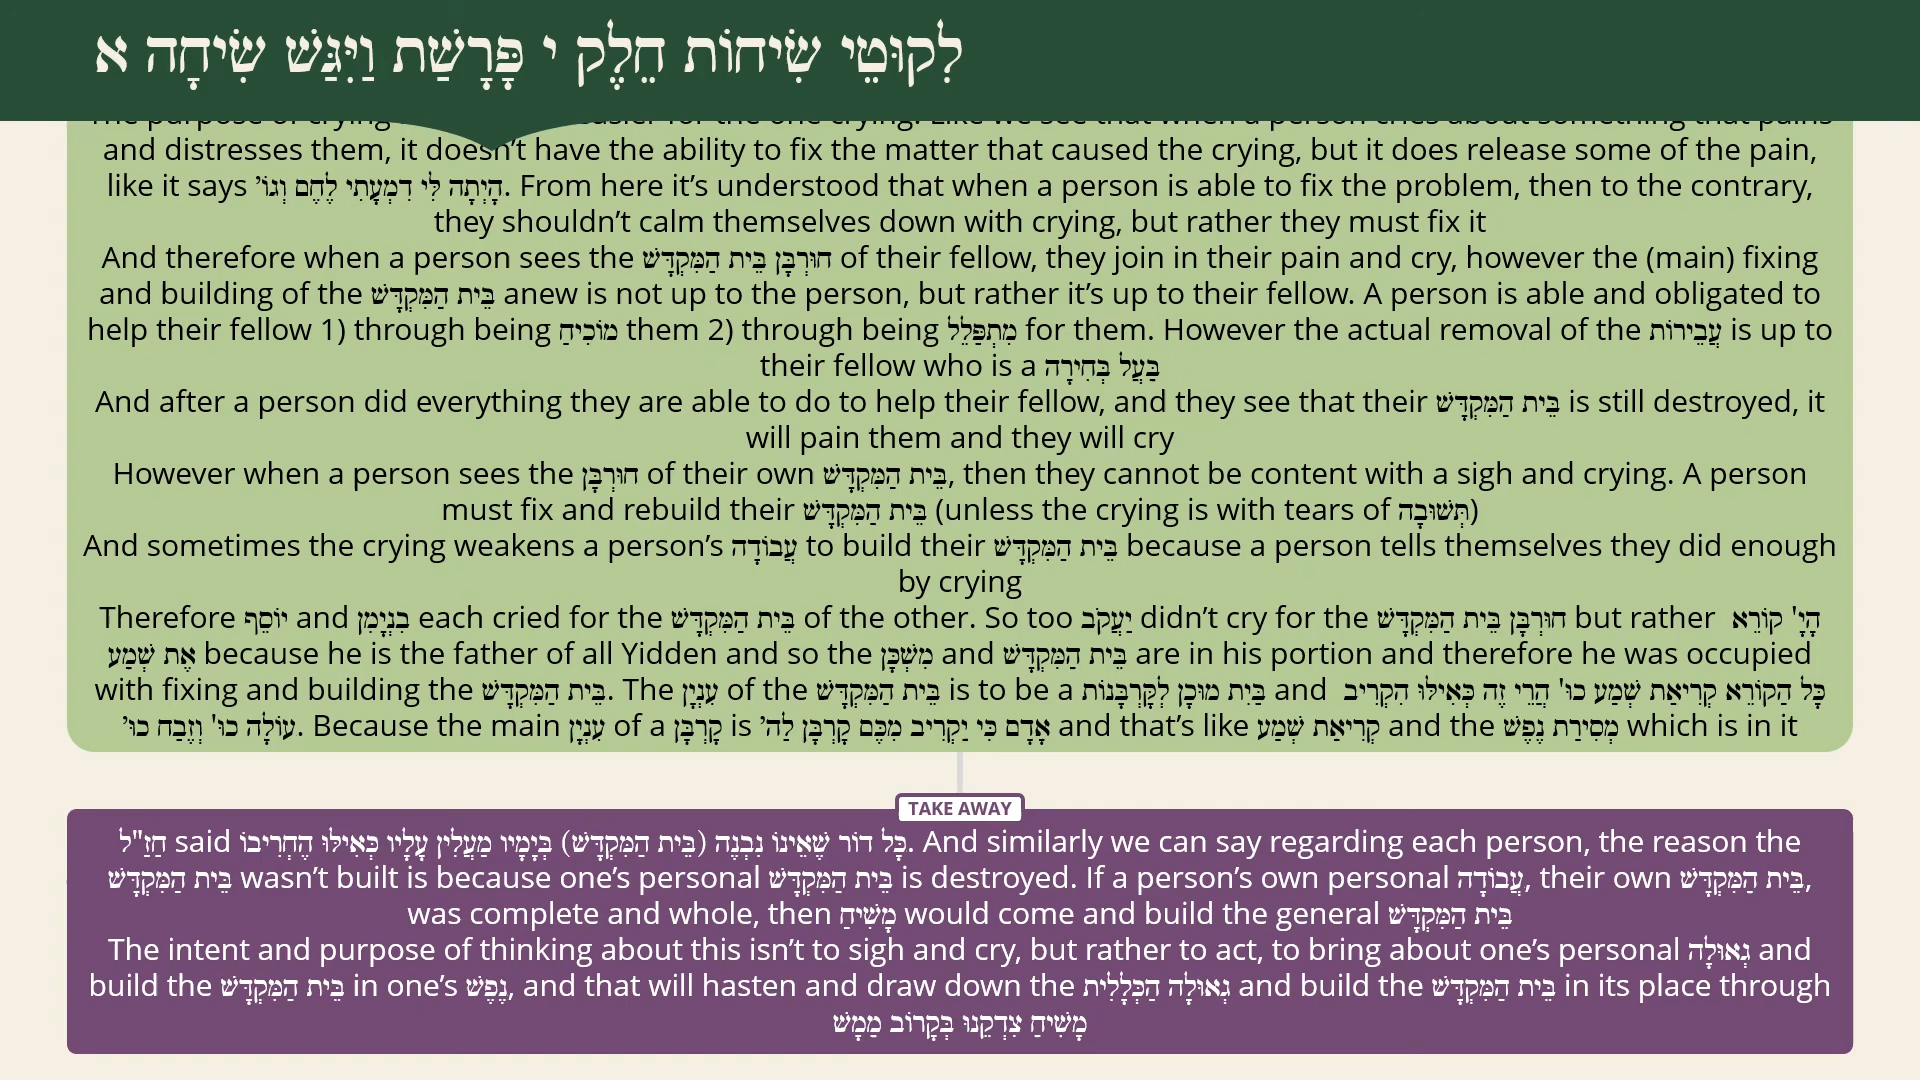 לִקּוּטֵי שִׂיחוֹת חֵלֶק י פָּרָשַׁת וַיִּגַּשׁ שִׂיחָה א
and distresses them, it doesn't have the ability to fix the matter that caused the crying, but it does release some of the pain,
like it says הָיְתָה לִּי דִמְעָתִי לֶחֶם וְגוֹ'. From here it's understood that when a person is able to fix the problem, then to the contrary,
they shouldn't calm themselves down with crying, but rather they must fix it
And therefore when a person sees the חוּרְבָּן בֵּית הַמִּקְדָּשׁ of their fellow, they join in their pain and cry, however the (main) fixing
and building of the בֵּית הַמִּקְדָּשׁ anew is not up to the person, but rather it's up to their fellow. A person is able and obligated to
help their fellow 1) through being מוֹכִיחַ them 2) through being מִתְפַּלֵל for them. However the actual removal of the עֲבֵירוֹת is up to
their fellow who is a בַּעַל בְּחִירָה
And after a person did everything they are able to do to help their fellow, and they see that their בֵּית הַמִּקְדָּשׁ is still destroyed, it
will pain them and they will cry
However when a person sees the חוּרְבָּן of their own בֵּית הַמִּקְדָּשׁ, then they cannot be content with a sigh and crying. A person
must fix and rebuild their בֵּית הַמִּקְדָּשׁ (unless the crying is with tears of תְּשׁוּבָה)
And sometimes the crying weakens a person's עֲבוֹדָה to build their בֵּית הַמִּקְדָּשׁ because a person tells themselves they did enough
by crying
Therefore יוֹסֵף and בִּנְיָמִן each cried for the בֵּית הַמִּקְדָּשׁ of the other. So too יַעֲקֹב didn't cry for the חוּרְבָּן בֵּית הַמִּקְדָּשׁ but rather הָיָ' קוֹרֵא
אֶת שְׁמַע because he is the father of all Yidden and so the מִשְׁכָּן and בֵּית הַמִּקְדָּשׁ are in his portion and therefore he was occupied
with fixing and building the בֵּית הַמִּקְדָּשׁ. The עִנְיָן of the בֵּית הַמִּקְדָּשׁ is to be a בַּיִת מוּכָן לְקָרְבָּנוֹת and כָּל הַקּוֹרֵא קְרִיאַת שְׁמַע כוּ' הֲרֵי זֶה כְּאִילּוּ הִקְרִיב
עוֹלָה כוּ' וְזֶבַח כוּ'. Because the main עִנְיָן of a קָרְבָּן is אָדָם כִּי יַקְרִיב מִכֶּם קָרְבָּן לַה' and that's like קְרִיאַת שְׁמַע and the מְסִירַת נֶפֶשׁ which is in it
TAKE AWAY
חֲזַ"ל said כָּל דוֹר שֶׁאֵינוֹ נִבְנֶה (בֵּית הַמִּקְדָּשׁ) בְּיָמָיו מַעֲלִין עָלָיו כְּאִילּוּ הֶחְרִיבוֹ. And similarly we can say regarding each person, the reason the
בֵּית הַמִּקְדָּשׁ wasn't built is because one's personal בֵּית הַמִּקְדָּשׁ is destroyed. If a person's own personal עֲבוֹדָה, their own בֵּית הַמִּקְדָּשׁ,
was complete and whole, then מָשִׁיחַ would come and build the general בֵּית הַמִּקְדָּשׁ
The intent and purpose of thinking about this isn't to sigh and cry, but rather to act, to bring about one's personal גְאוּלָה and
build the בֵּית הַמִּקְדָּשׁ in one's נֶפֶשׁ, and that will hasten and draw down the גְאוּלָה הַכְּלָלִית and build the בֵּית הַמִּקְדָּשׁ in its place through
מָשִׁיחַ צִדְקֵנוּ בְּקָרוֹב מַמָּשׁ